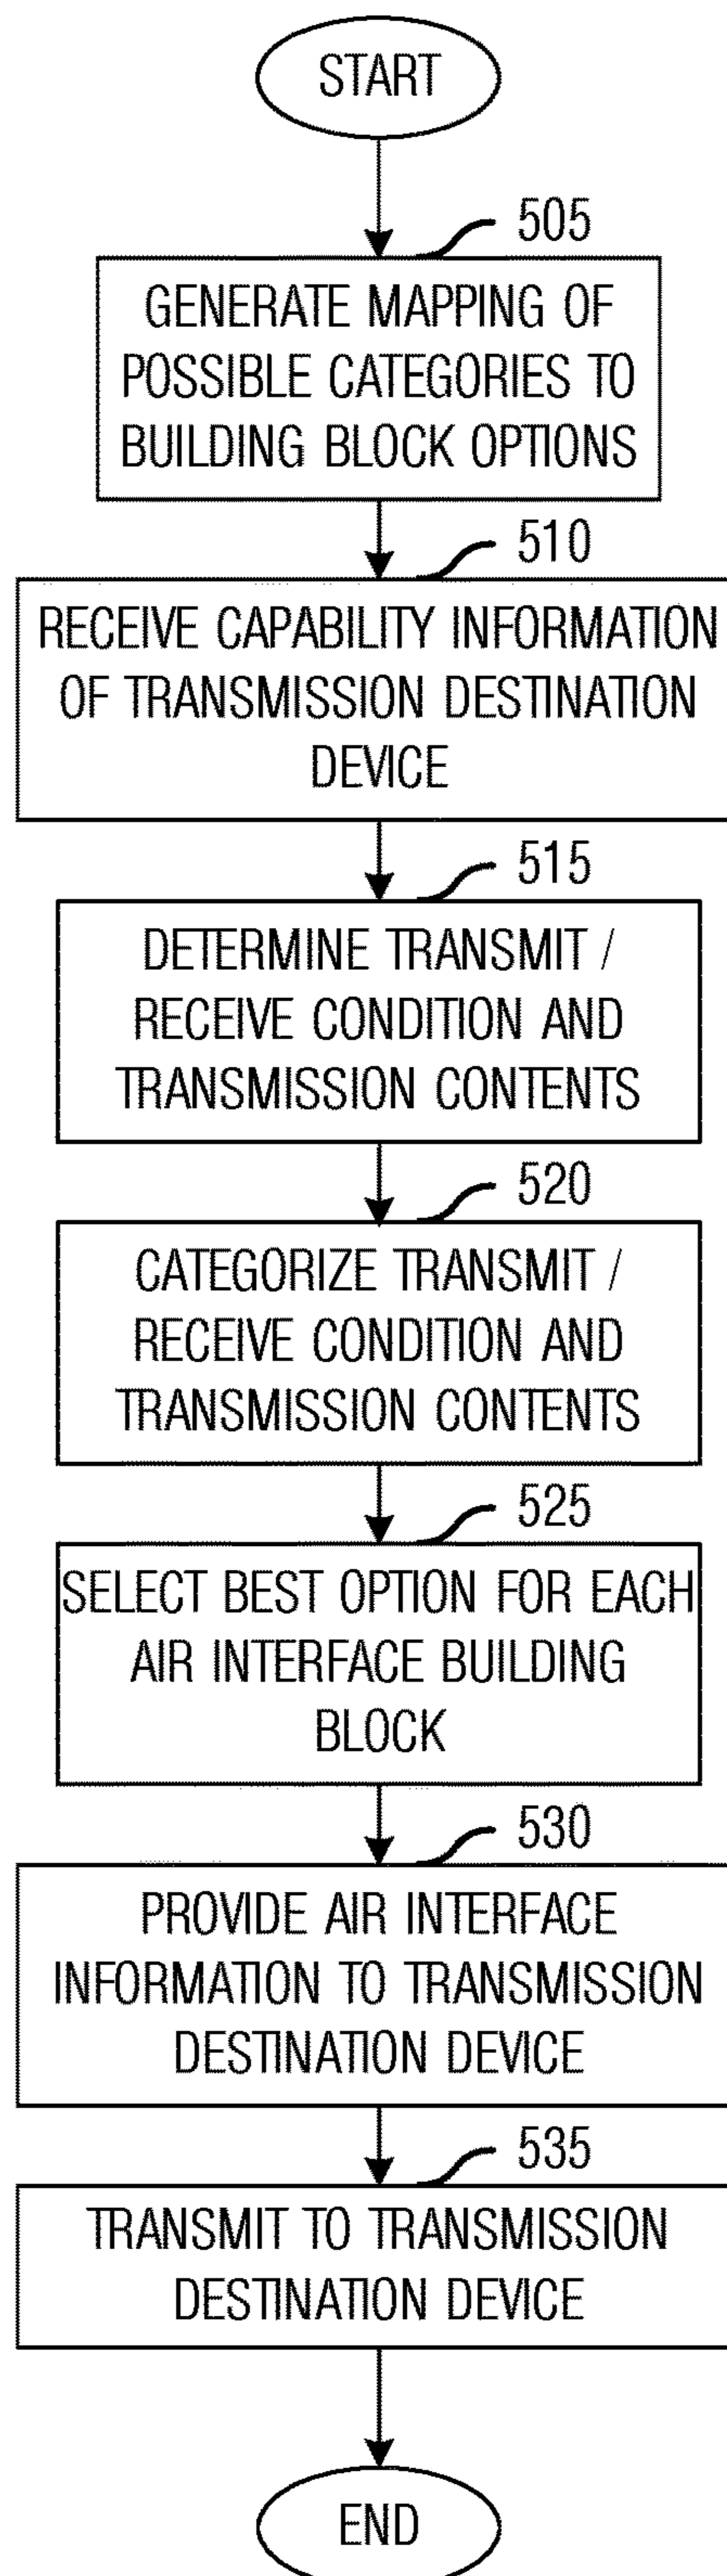 START
505
GENERATE MAPPING OF
POSSIBLE CATEGORIES TO
BUILDING BLOCK OPTIONS
510
RECEIVE CAPABILITY INFORMATION
OF TRANSMISSION DESTINATION
DEVICE
515
DETERMINE TRANSMIT /
RECEIVE CONDITION AND
TRANSMISSION CONTENTS
520
CATEGORIZE TRANSMIT /
RECEIVE CONDITION AND
TRANSMISSION CONTENTS
525
SELECT BEST OPTION FOR EACH
AIR INTERFACE BUILDING
BLOCK
530
PROVIDE AIR INTERFACE
INFORMATION TO TRANSMISSION
DESTINATION DEVICE
535
TRANSMIT TO TRANSMISSION
DESTINATION DEVICE
END